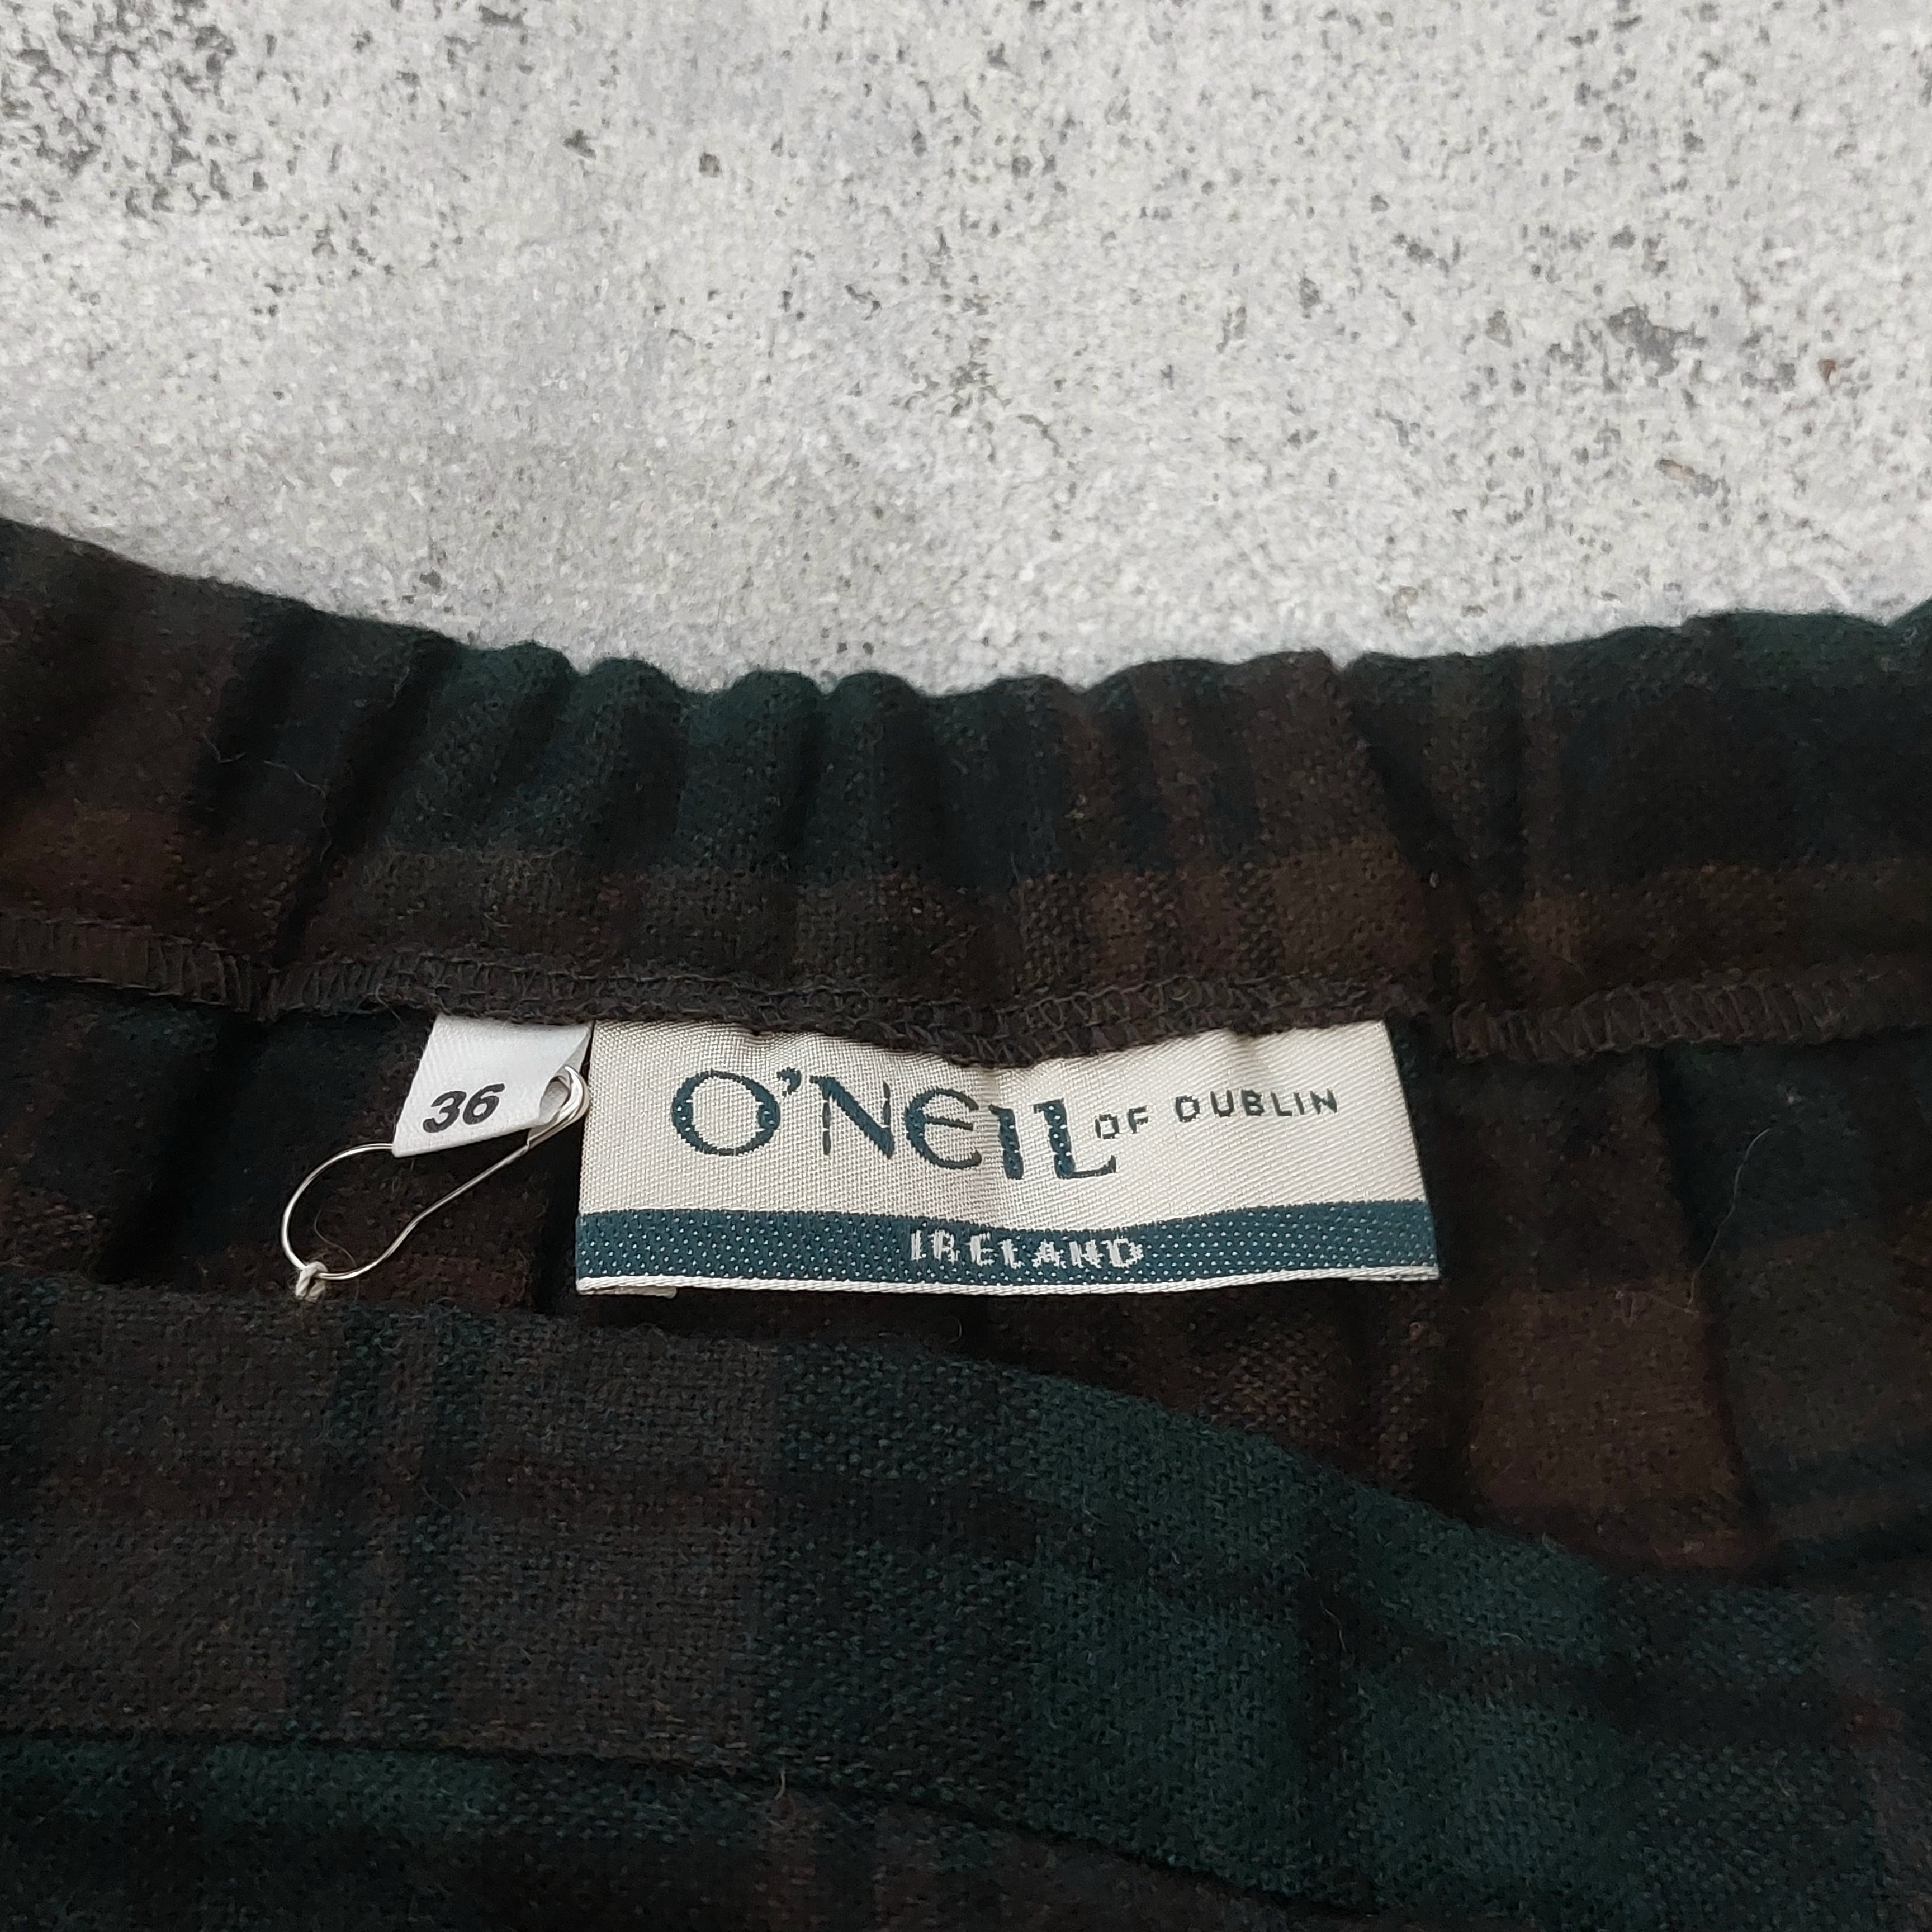 36
O'NEIL OF DUBLIN
IRELAND